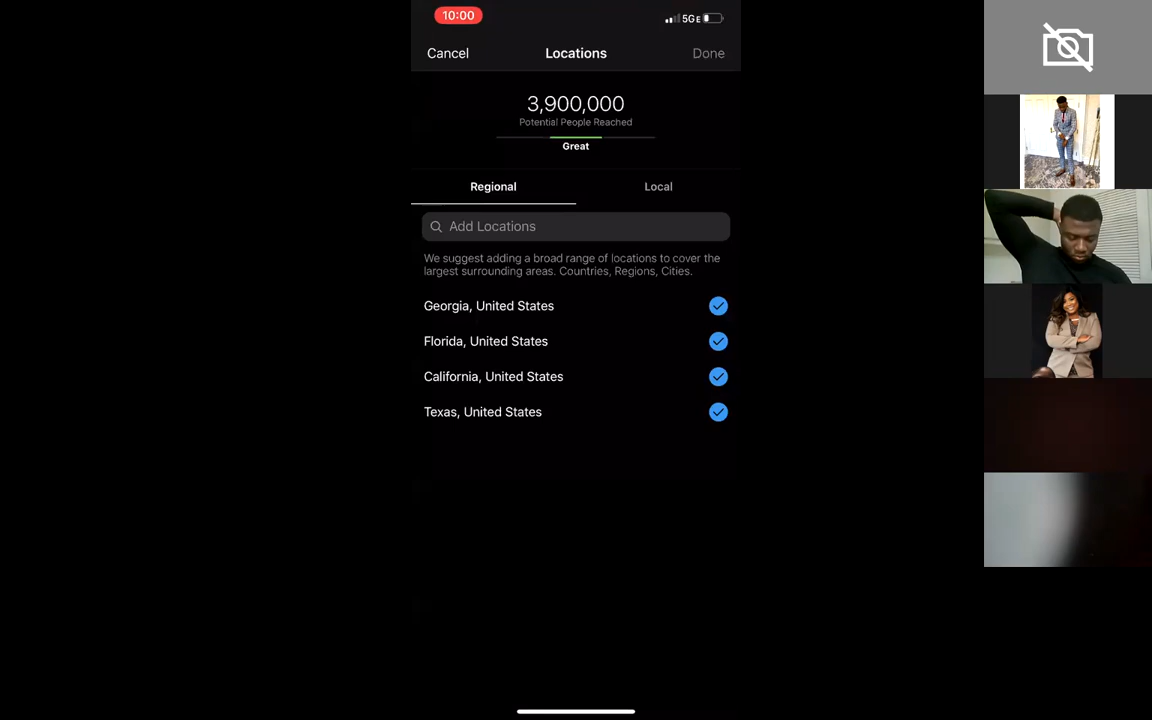 10:00
5GE
Cancel
Locations
Done
3,900,000
Potential People Reached
Great
Regional
Local
Add Locations
We suggest adding a broad range of locations to cover the
largest surrounding areas. Countries, Regions, Cities.
Georgia, United States
Florida, United States
California, United States
Texas, United States